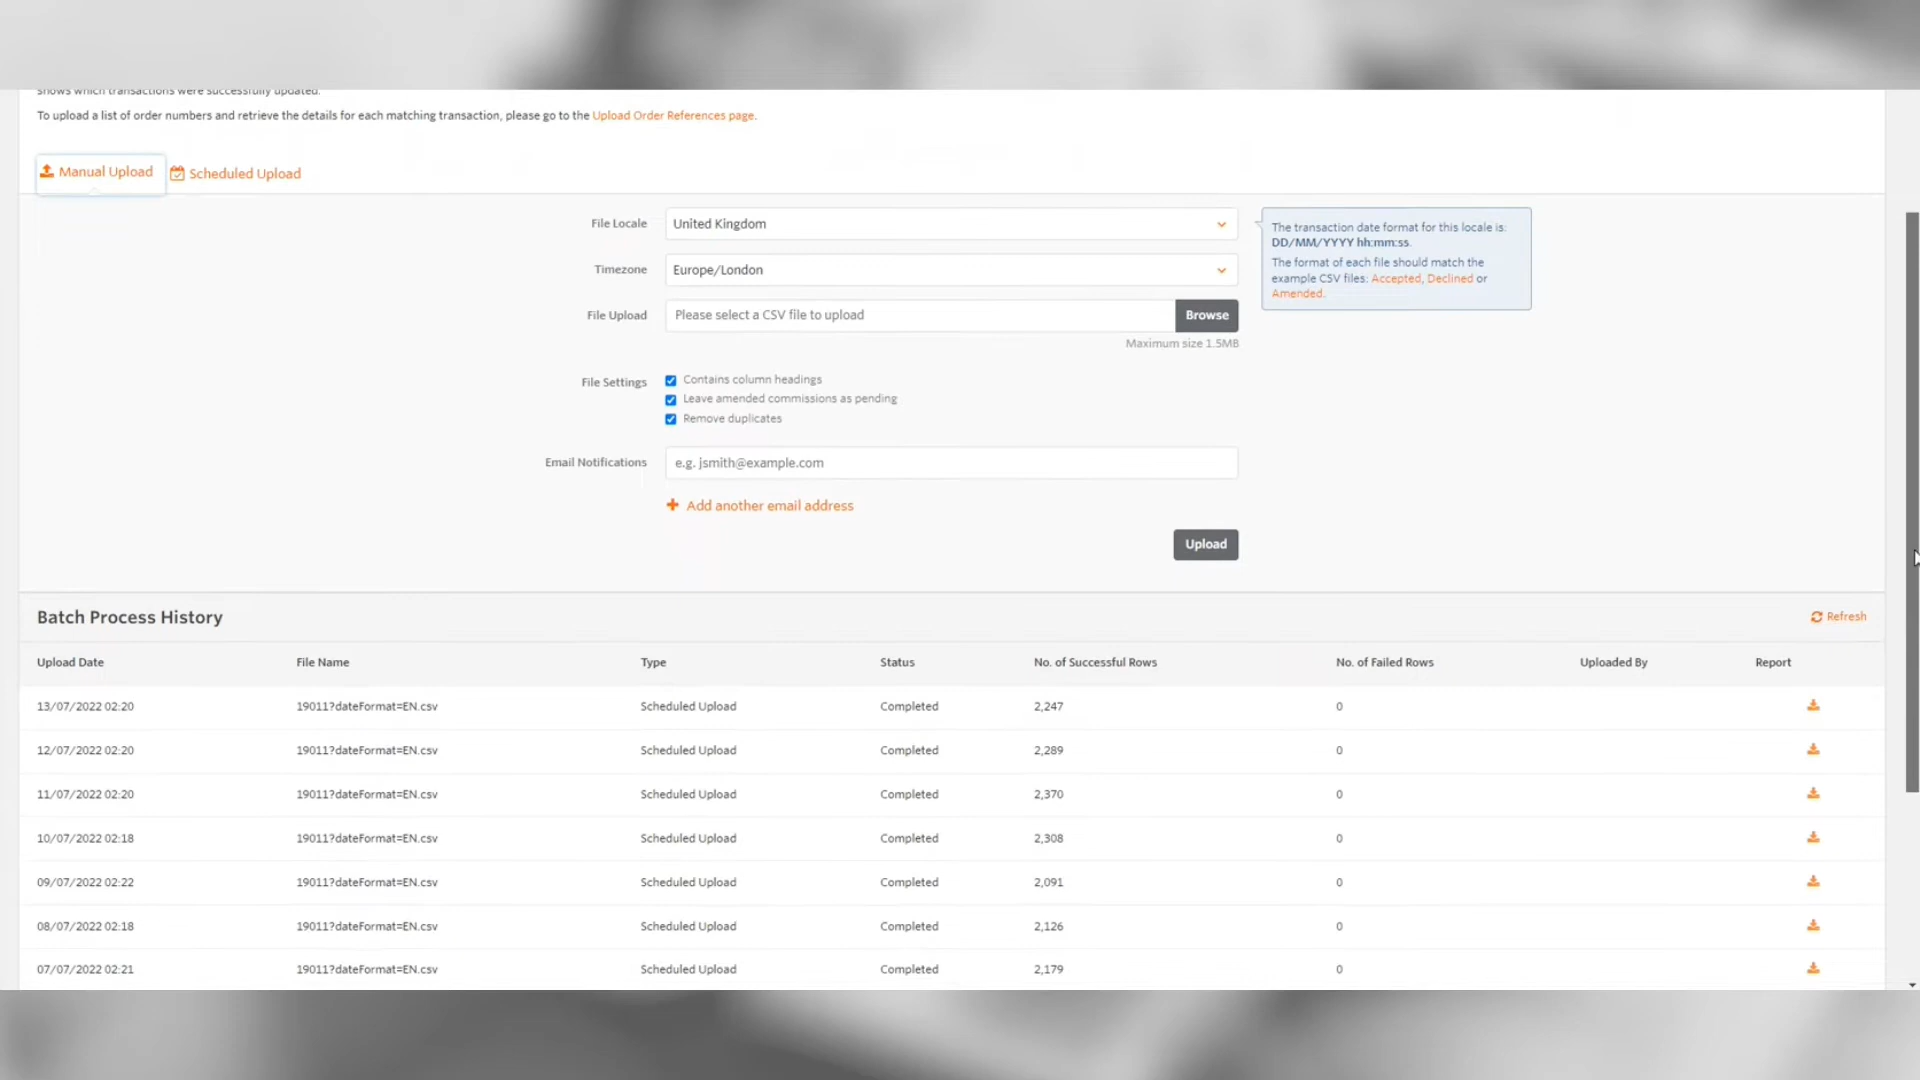 shows which transactions were successfully updated.
To upload a list of order numbers and retrieve the details for each matching transaction, please go to the Upload Order References page.
Manual Upload
Scheduled Upload
File Locale
United Kingdom
The transaction date format for this locale is:
DD/MM/YYYY hh:mm:ss.
The format of each file should match the
example CSV files: Accepted, Declined or
Amended.
Timezone
Europe/London
File Upload
Please select a CSV file to upload
Browse
Maximum size 1.5MB
File Settings
Contains column headings
Leave amended commissions as pending
Remove duplicates
Email Notifications
e.g. jsmith@example.com
Add another email address
Upload
Batch Process History
Refresh
Upload Date File Name Type Status No. of Successful Rows No. of Failed Rows Uploaded By Report
13/07/2022 02:20 19011?dateFormat=EN.csv Scheduled Upload Completed 2,247 0
12/07/2022 02:20 19011?dateFormat=EN.csv Scheduled Upload Completed 2,289 0
11/07/2022 02:20 19011?dateFormat=EN.csv Scheduled Upload Completed 2,370 0
10/07/2022 02:18 19011?dateFormat=EN.csv Scheduled Upload Completed 2,308 0
09/07/2022 02:22 19011?dateFormat=EN.csv Scheduled Upload Completed 2,091 0
08/07/2022 02:18 19011?dateFormat=EN.csv Scheduled Upload Completed 2,126 0
07/07/2022 02:21 19011?dateFormat=EN.csv Scheduled Upload Completed 2,179 0